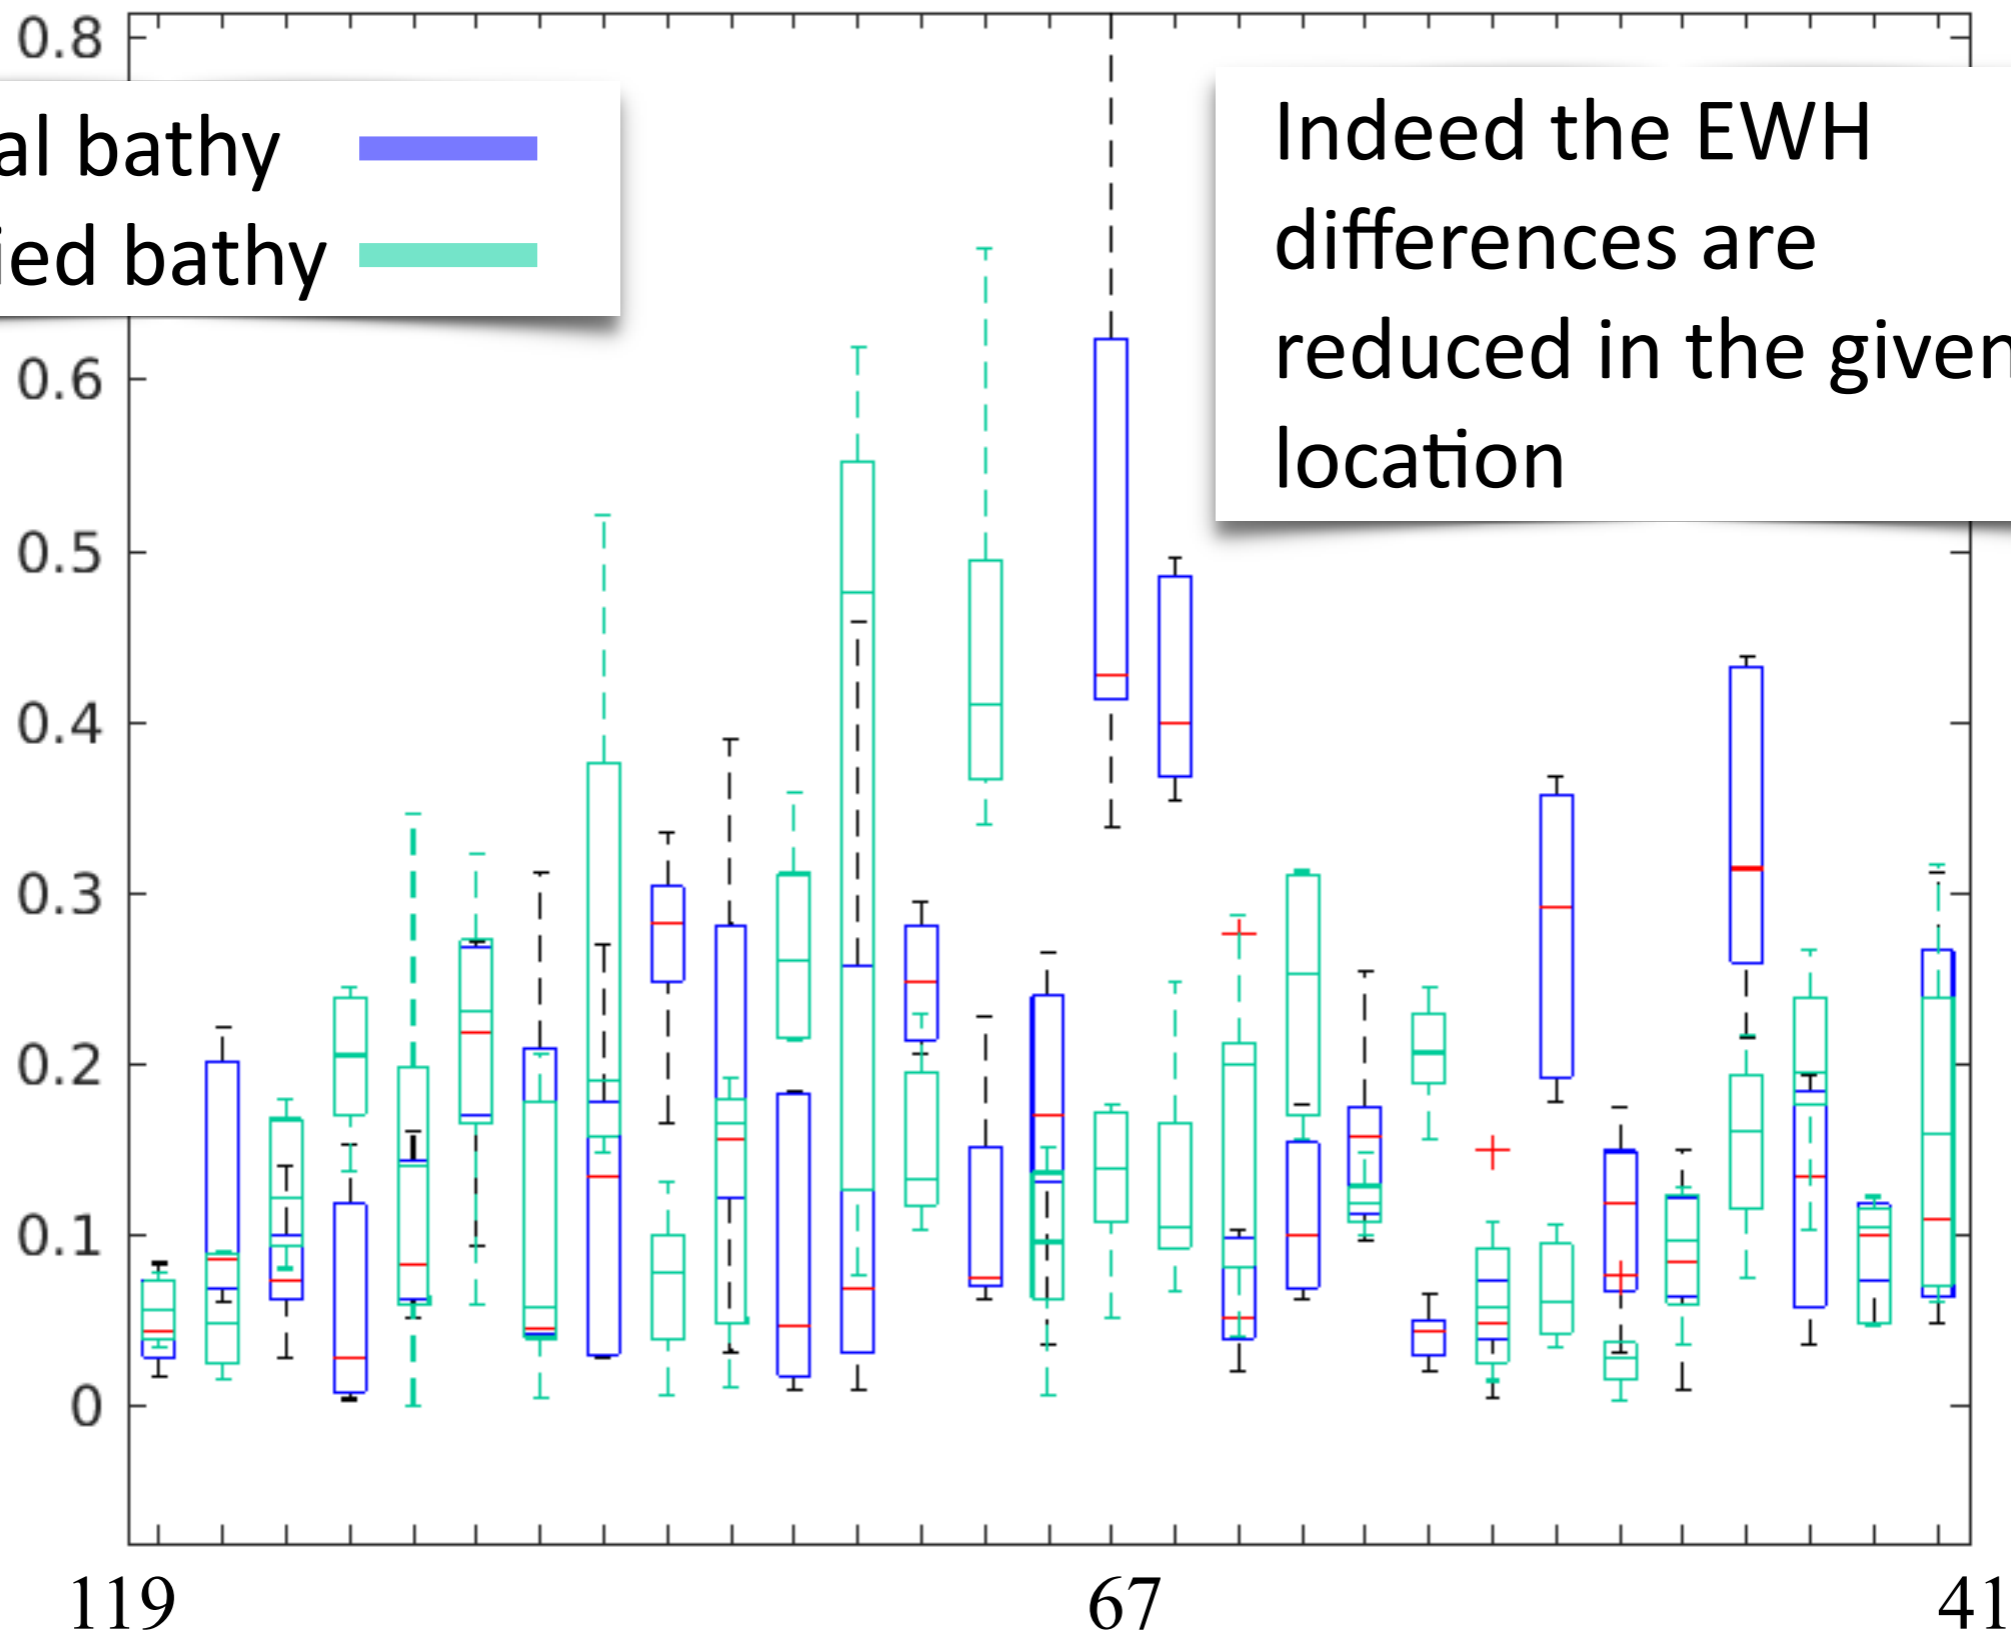 0.8
al bathy
ied bathy
Indeed the EWH
differences are
reduced in the given
location
0.6
0.5
0.4
0.3
0.2
0.1
0
119
67
41